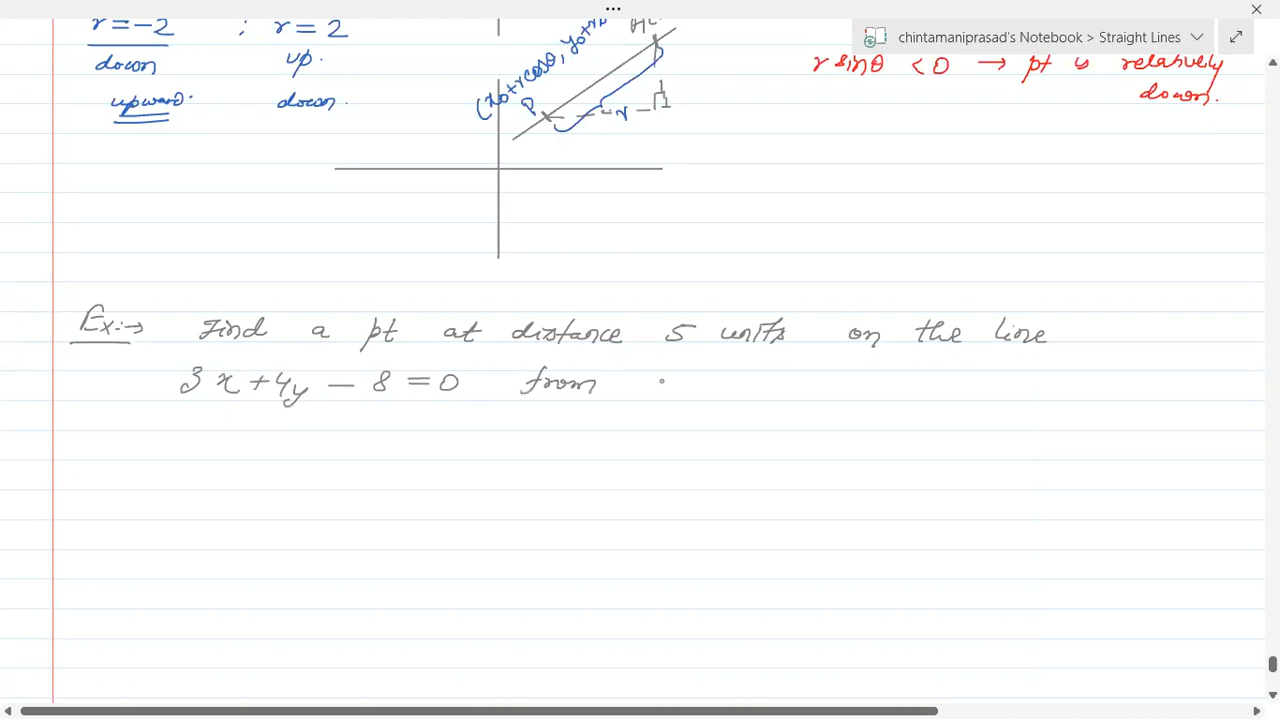 chintamaniprasad's Notebook > Straight Lines
r = -2 ; r = 2
down up.
upward. down.
(x0 + r cosθ, y0 + r
P
r
r sinθ < 0 → pt is relatively
down.
Ex:→ Find a pt at distance 5 units on the line
3x + 4y - 8 = 0 from